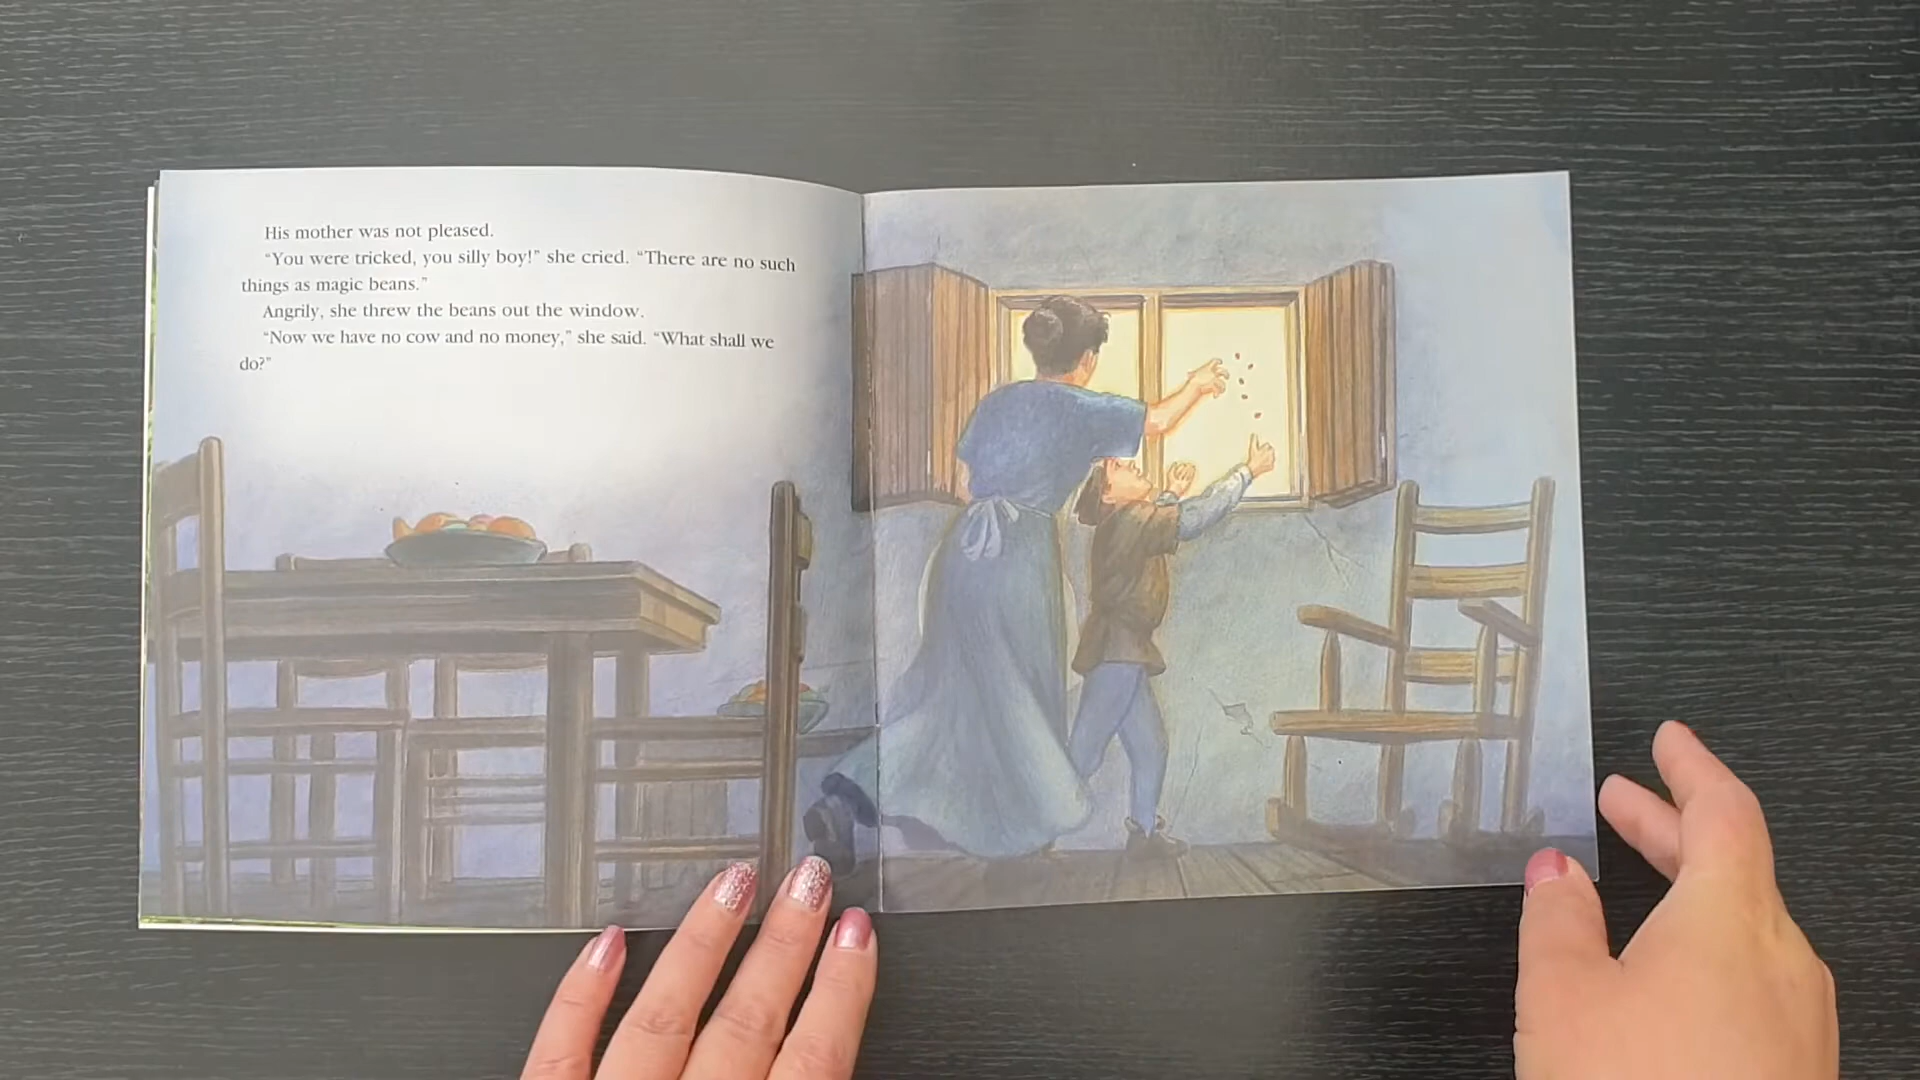 His mother was not pleased.
“You were tricked, you silly boy!” she cried. “There are no such
things as magic beans.”
Angrily, she threw the beans out the window.
“Now we have no cow and no money,” she said. “What shall we
do?”